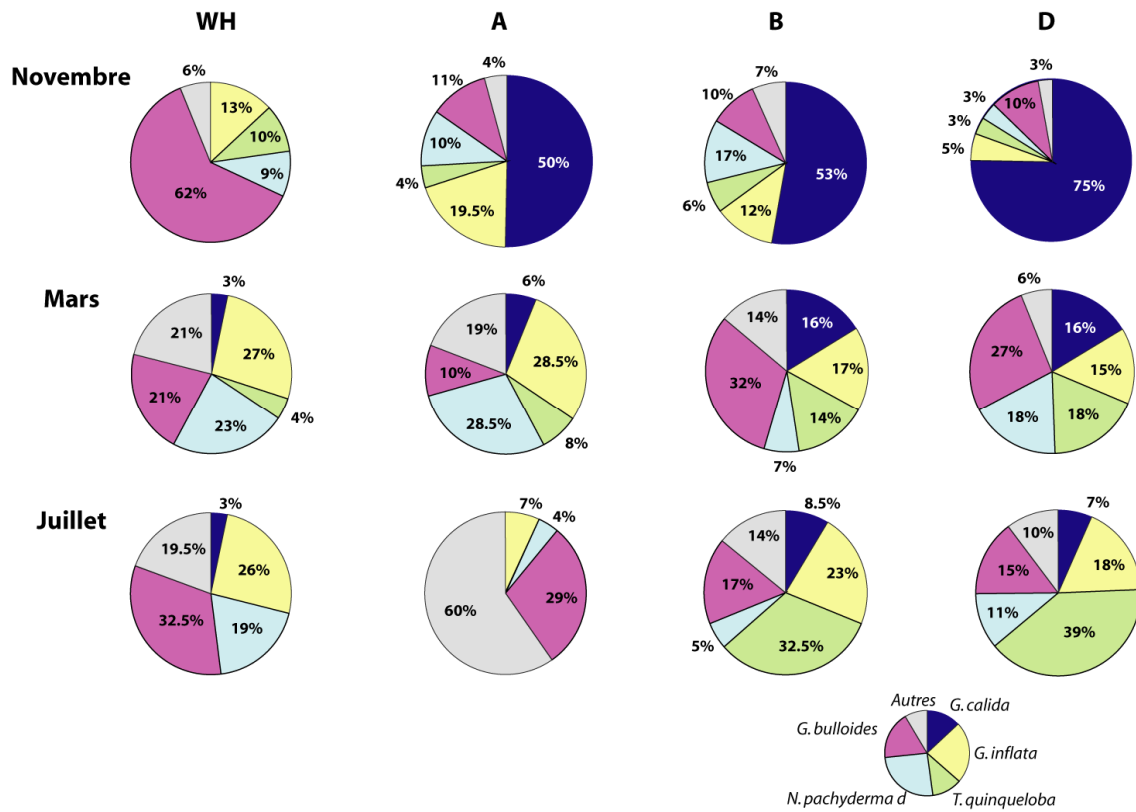 WH A B D
Novembre
6% 13% 10% 9% 62%
4% 11% 10% 4% 19.5% 50%
7% 10% 17% 6% 12% 53%
3% 10% 3% 3% 5% 75%
Mars
3% 27% 4% 23% 21% 21%
6% 28.5% 8% 28.5% 10% 19%
16% 17% 14% 7% 32% 14%
6% 16% 15% 18% 18% 27%
Juillet
3% 26% 19% 32.5% 19.5%
7% 4% 29% 60%
8.5% 23% 32.5% 5% 17% 14%
7% 18% 39% 11% 15% 10%
Autres G. calida
G. bulloides
G. inflata
N. pachyderma d T. quinqueloba